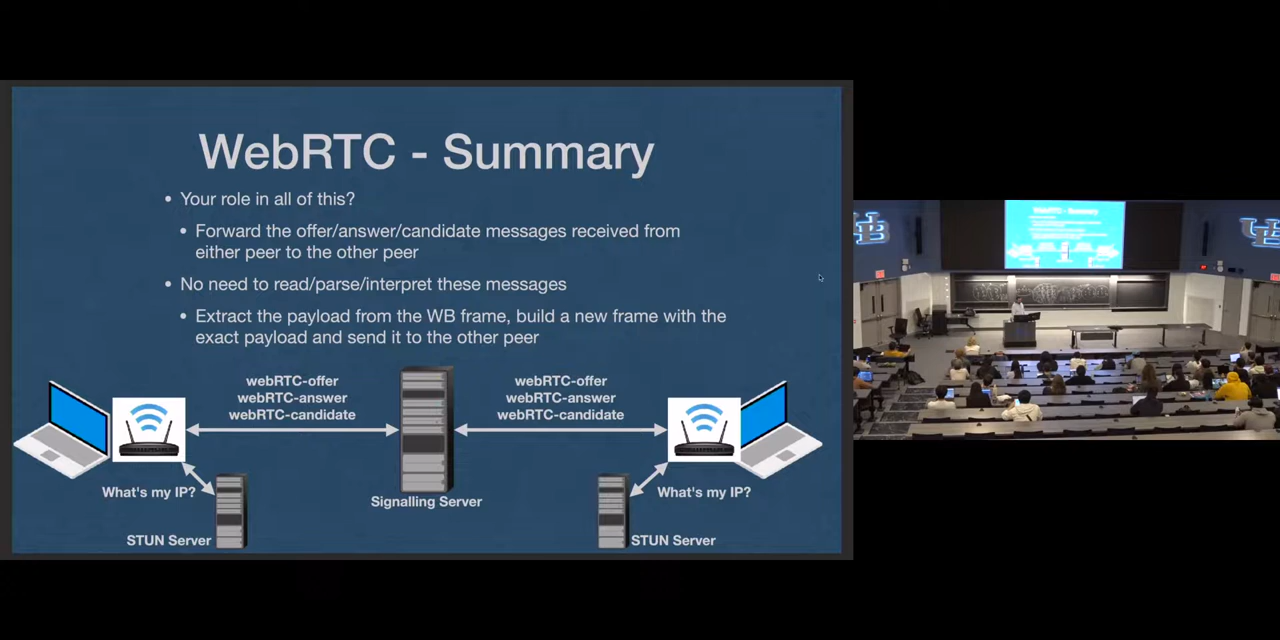 WebRTC - Summary
• Your role in all of this?
• Forward the offer/answer/candidate messages received from
either peer to the other peer
• No need to read/parse/interpret these messages
• Extract the payload from the WB frame, build a new frame with the
exact payload and send it to the other peer
webRTC-offer
webRTC-answer
webRTC-candidate
webRTC-offer
webRTC-answer
webRTC-candidate
What's my IP?
Signalling Server
What's my IP?
STUN Server
STUN Server
WebRTC - Summary
UB